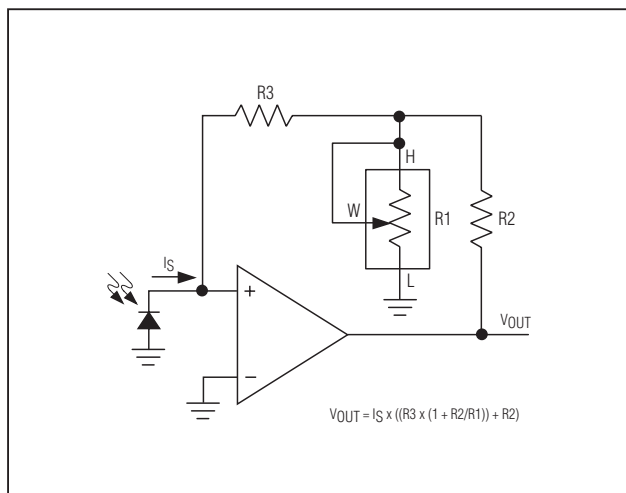 R3
H
W
R1
R2
L
IS
+
VOUT
−
VOUT = IS x ((R3 x (1 + R2/R1)) + R2)